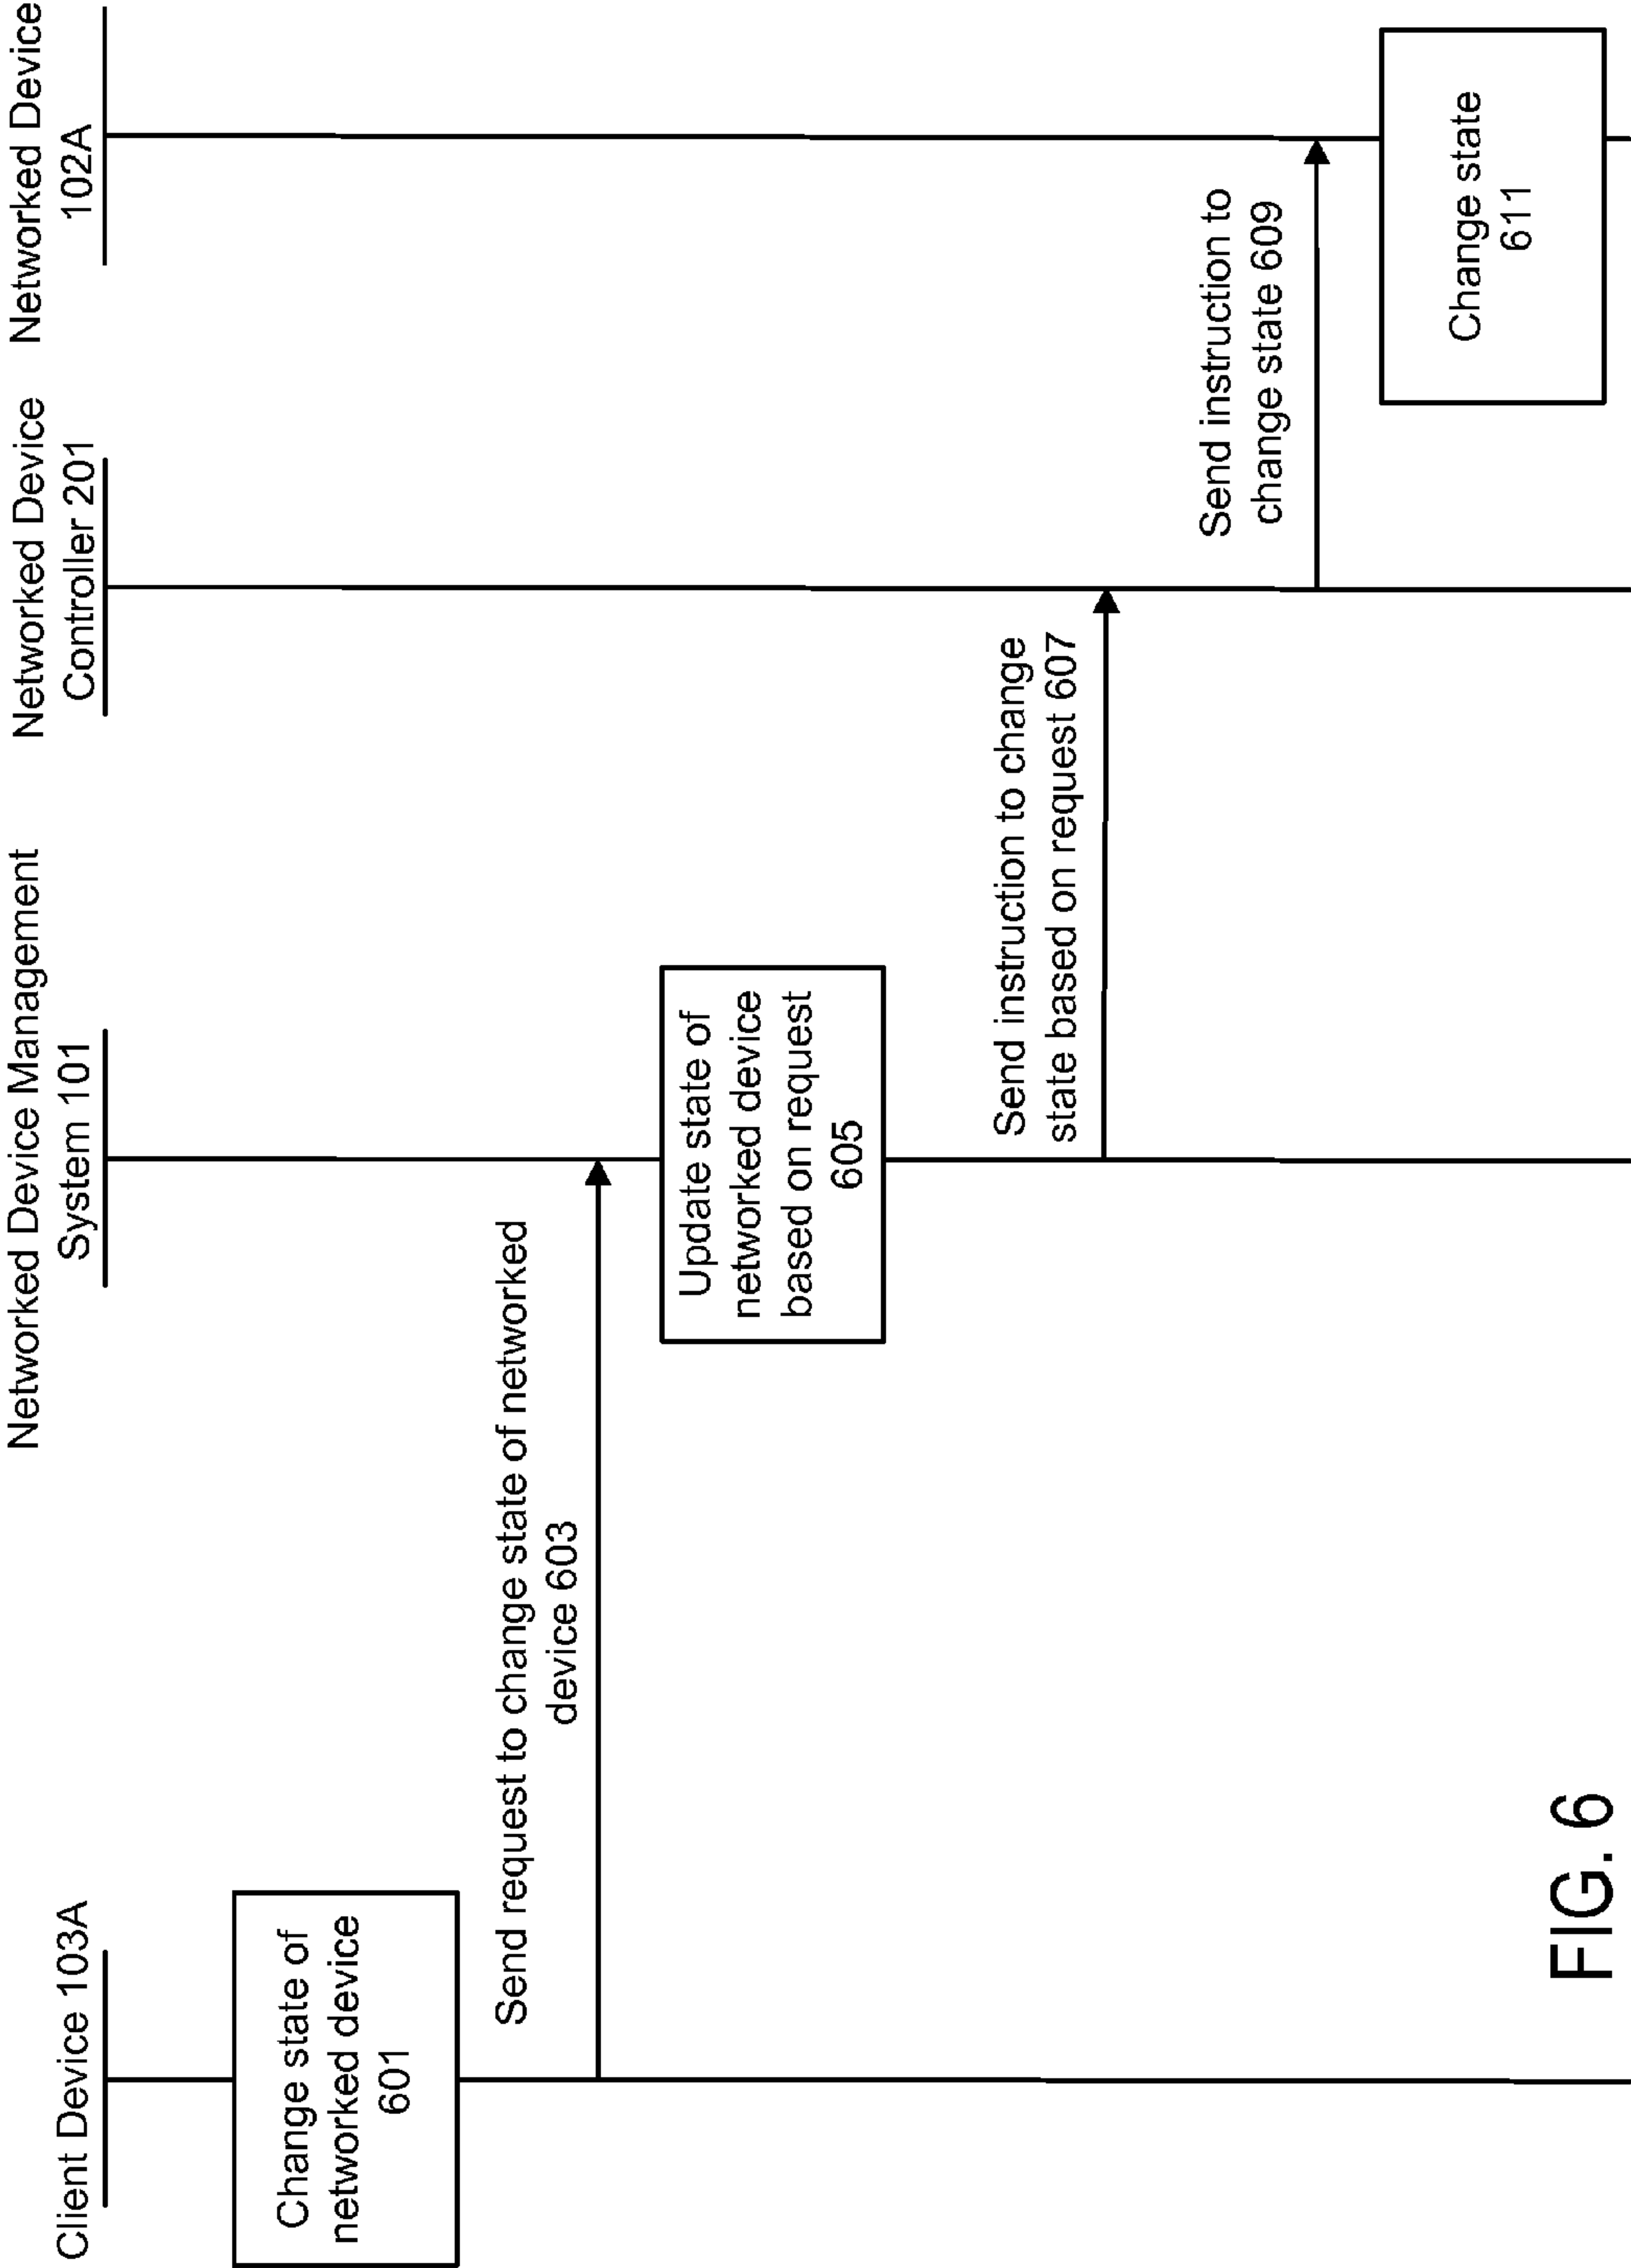 Client Device 103A
Networked Device Management
System 101
Networked Device
Controller 201
Networked Device
102A
Change state of
networked device
601
Send request to change state of networked
device 603
Update state of
networked device
based on request
605
Send instruction to change
state based on request 607
Send instruction to
change state 609
Change state
611
FIG. 6